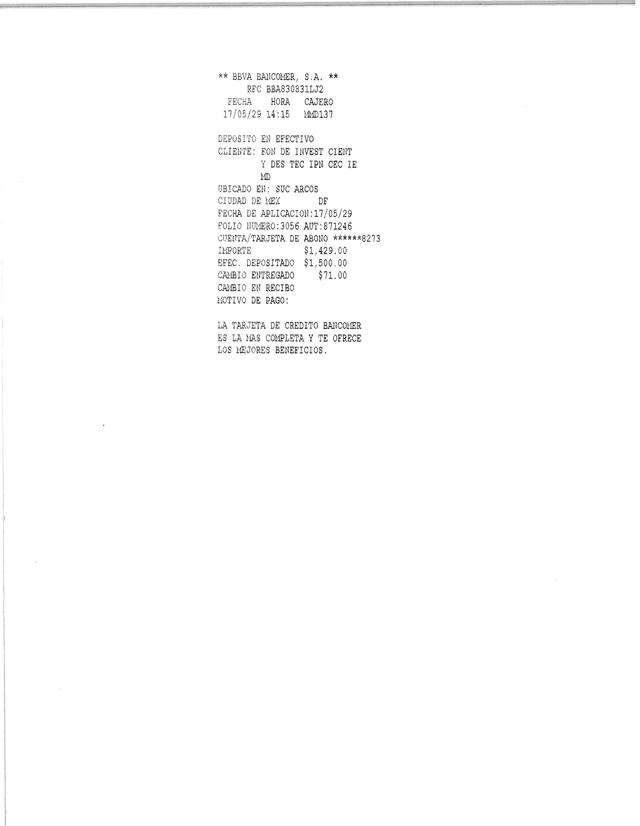 ** BBVA BANCOMER, S.A. **
RFC BBA830831LJ2
FECHA HORA CAJERO
17/05/29 14:15 MMD137
DEPOSITO EN EFECTIVO
CLIENTE: FON DE INVEST CIENT
Y DES TEC IPN CEC IE
MD
UBICADO EN: SUC ARCOS
CIUDAD DE MEX DF
FECHA DE APLICACION:17/05/29
FOLIO NUMERO:3056 AUT:871246
CUENTA/TARJETA DE ABONO ******8273
IMPORTE $1,429.00
EFEC. DEPOSITADO $1,500.00
CAMBIO ENTREGADO $71.00
CAMBIO EN RECIBO
MOTIVO DE PAGO:
LA TARJETA DE CREDITO BANCOMER
ES LA MAS COMPLETA Y TE OFRECE
LOS MEJORES BENEFICIOS.